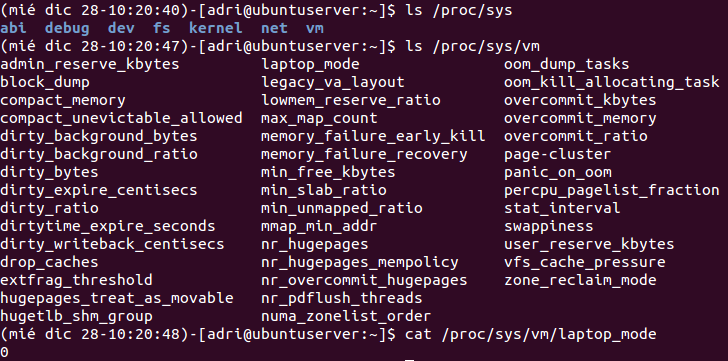 (mié dic 28-10:20:40)-[adri@ubuntuserver:~]$ ls /proc/sys
abi debug dev fs kernel net vm
(mié dic 28-10:20:47)-[adri@ubuntuserver:~]$ ls /proc/sys/vm
admin_reserve_kbytes laptop_mode oom_dump_tasks
block_dump legacy_va_layout oom_kill_allocating_task
compact_memory lowmem_reserve_ratio overcommit_kbytes
compact_unevictable_allowed max_map_count overcommit_memory
dirty_background_bytes memory_failure_early_kill overcommit_ratio
dirty_background_ratio memory_failure_recovery page-cluster
dirty_bytes min_free_kbytes panic_on_oom
dirty_expire_centisecs min_slab_ratio percpu_pagelist_fraction
dirty_ratio min_unmapped_ratio stat_interval
dirtytime_expire_seconds mmap_min_addr swappiness
dirty_writeback_centisecs nr_hugepages user_reserve_kbytes
drop_caches nr_hugepages_mempolicy vfs_cache_pressure
extfrag_threshold nr_overcommit_hugepages zone_reclaim_mode
hugepages_treat_as_movable nr_pdflush_threads
hugetlb_shm_group numa_zonelist_order
(mié dic 28-10:20:48)-[adri@ubuntuserver:~]$ cat /proc/sys/vm/laptop_mode
0